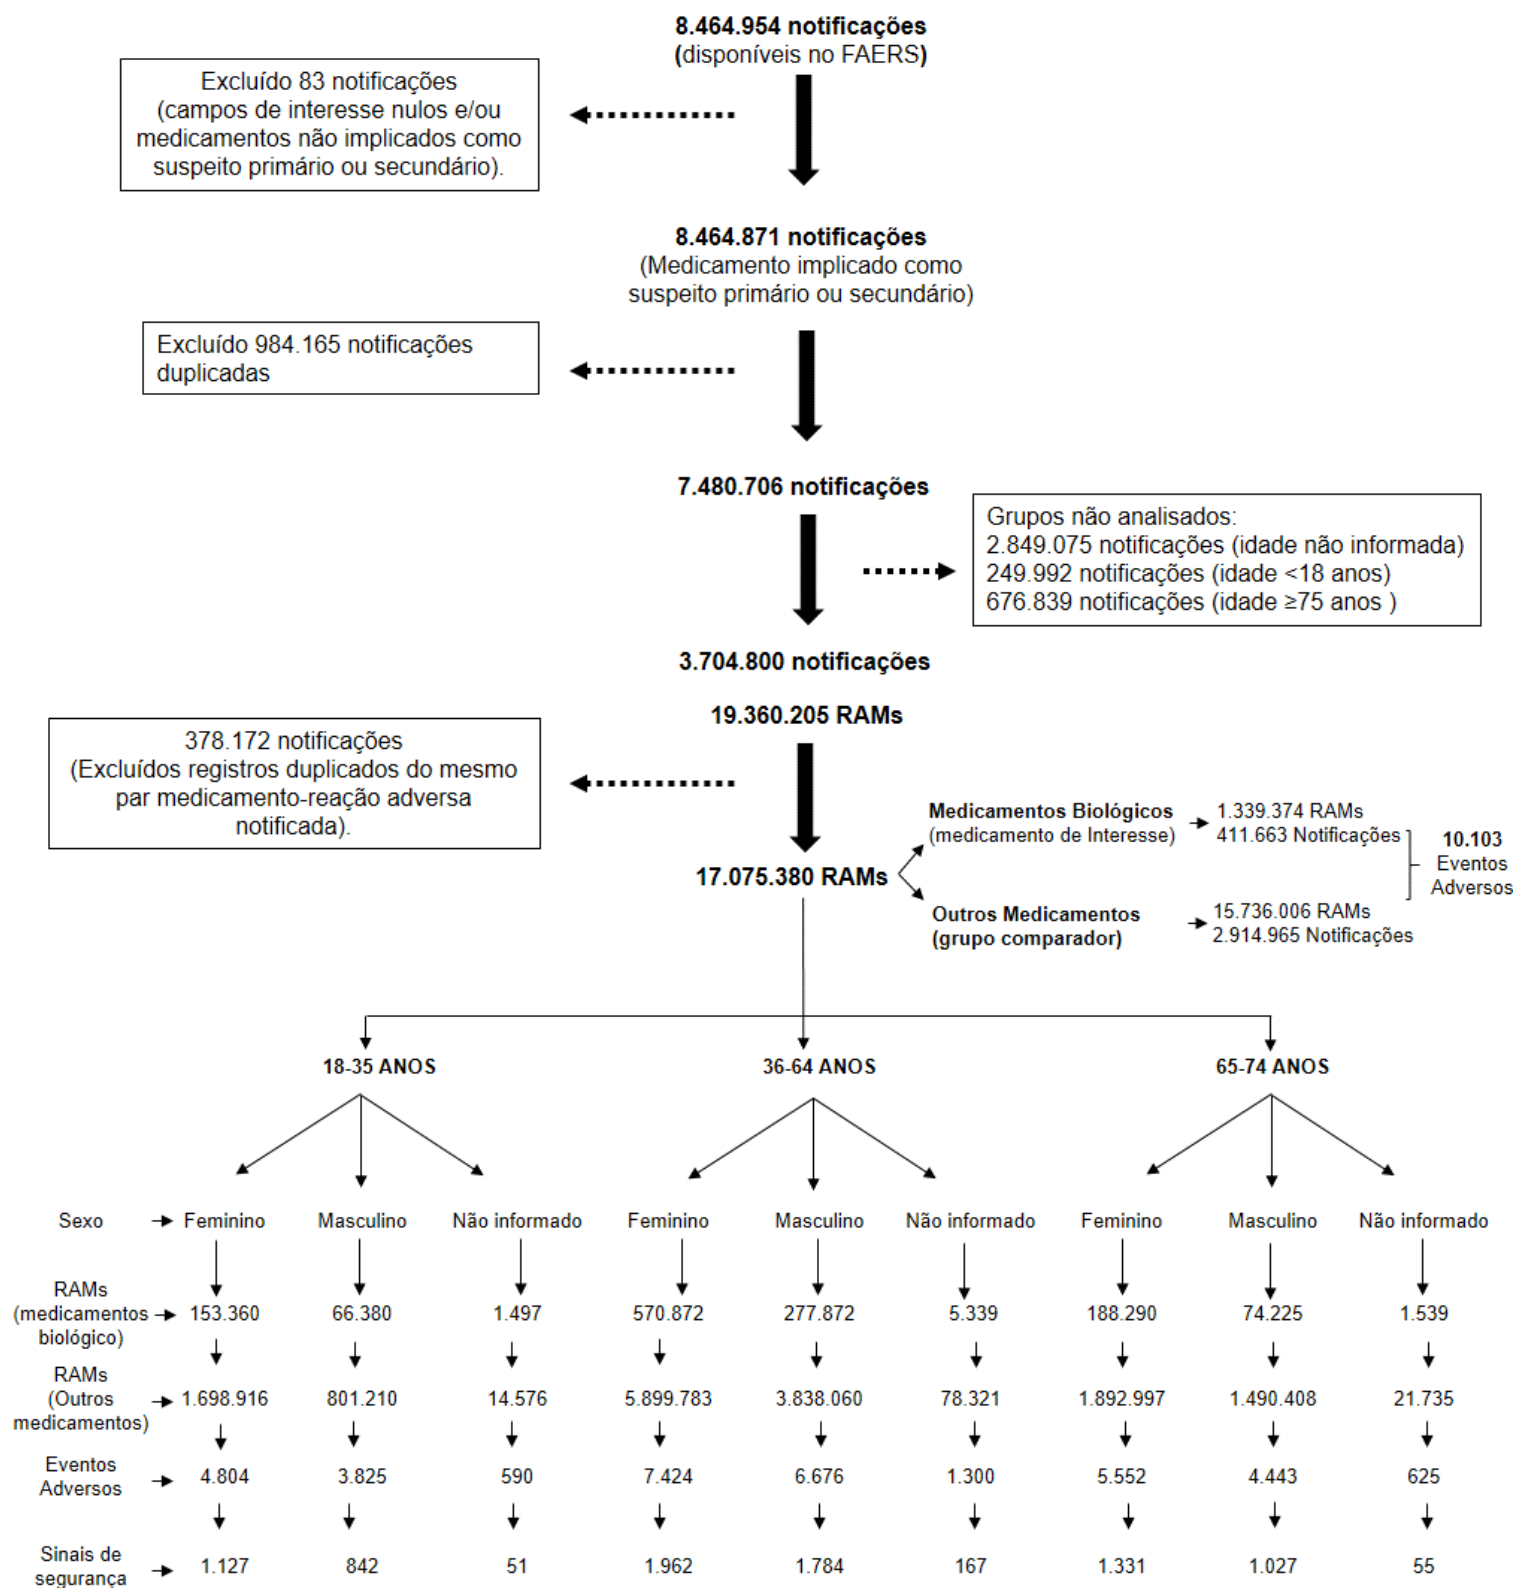 8.464.954 notificações
(disponíveis no FAERS)
Excluído 83 notificações
(campos de interesse nulos e/ou
medicamentos não implicados como
suspeito primário ou secundário).
8.464.871 notificações
(Medicamento implicado como
suspeito primário ou secundário)
Excluído 984.165 notificações
duplicadas
7.480.706 notificações
Grupos não analisados:
2.849.075 notificações (idade não informada)
249.992 notificações (idade <18 anos)
676.839 notificações (idade ≥75 anos )
3.704.800 notificações
19.360.205 RAMs
378.172 notificações
(Excluídos registros duplicados do mesmo
par medicamento-reação adversa
notificada).
17.075.380 RAMs
Medicamentos Biológicos
(medicamento de Interesse)
1.339.374 RAMs
411.663 Notificações
Outros Medicamentos
(grupo comparador)
15.736.006 RAMs
2.914.965 Notificações
10.103
Eventos
Adversos
18-35 ANOS 36-64 ANOS 65-74 ANOS
Sexo Feminino Masculino Não informado Feminino Masculino Não informado Feminino Masculino Não informado
RAMs
(medicamentos
biológico)
153.360 66.380 1.497 570.872 277.872 5.339 188.290 74.225 1.539
RAMs
(Outros
medicamentos)
1.698.916 801.210 14.576 5.899.783 3.838.060 78.321 1.892.997 1.490.408 21.735
Eventos
Adversos
4.804 3.825 590 7.424 6.676 1.300 5.552 4.443 625
Sinais de
segurança
1.127 842 51 1.962 1.784 167 1.331 1.027 55